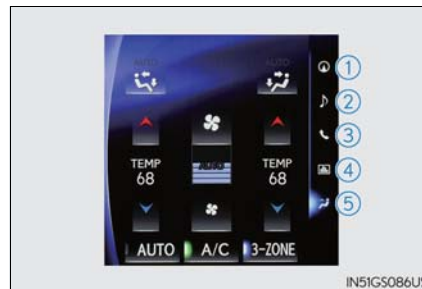 AUTO AUTO
①
②
③
TEMP 68 AUTO TEMP 68
④
⑤
AUTO A/C 3-ZONE
IN51GS086US